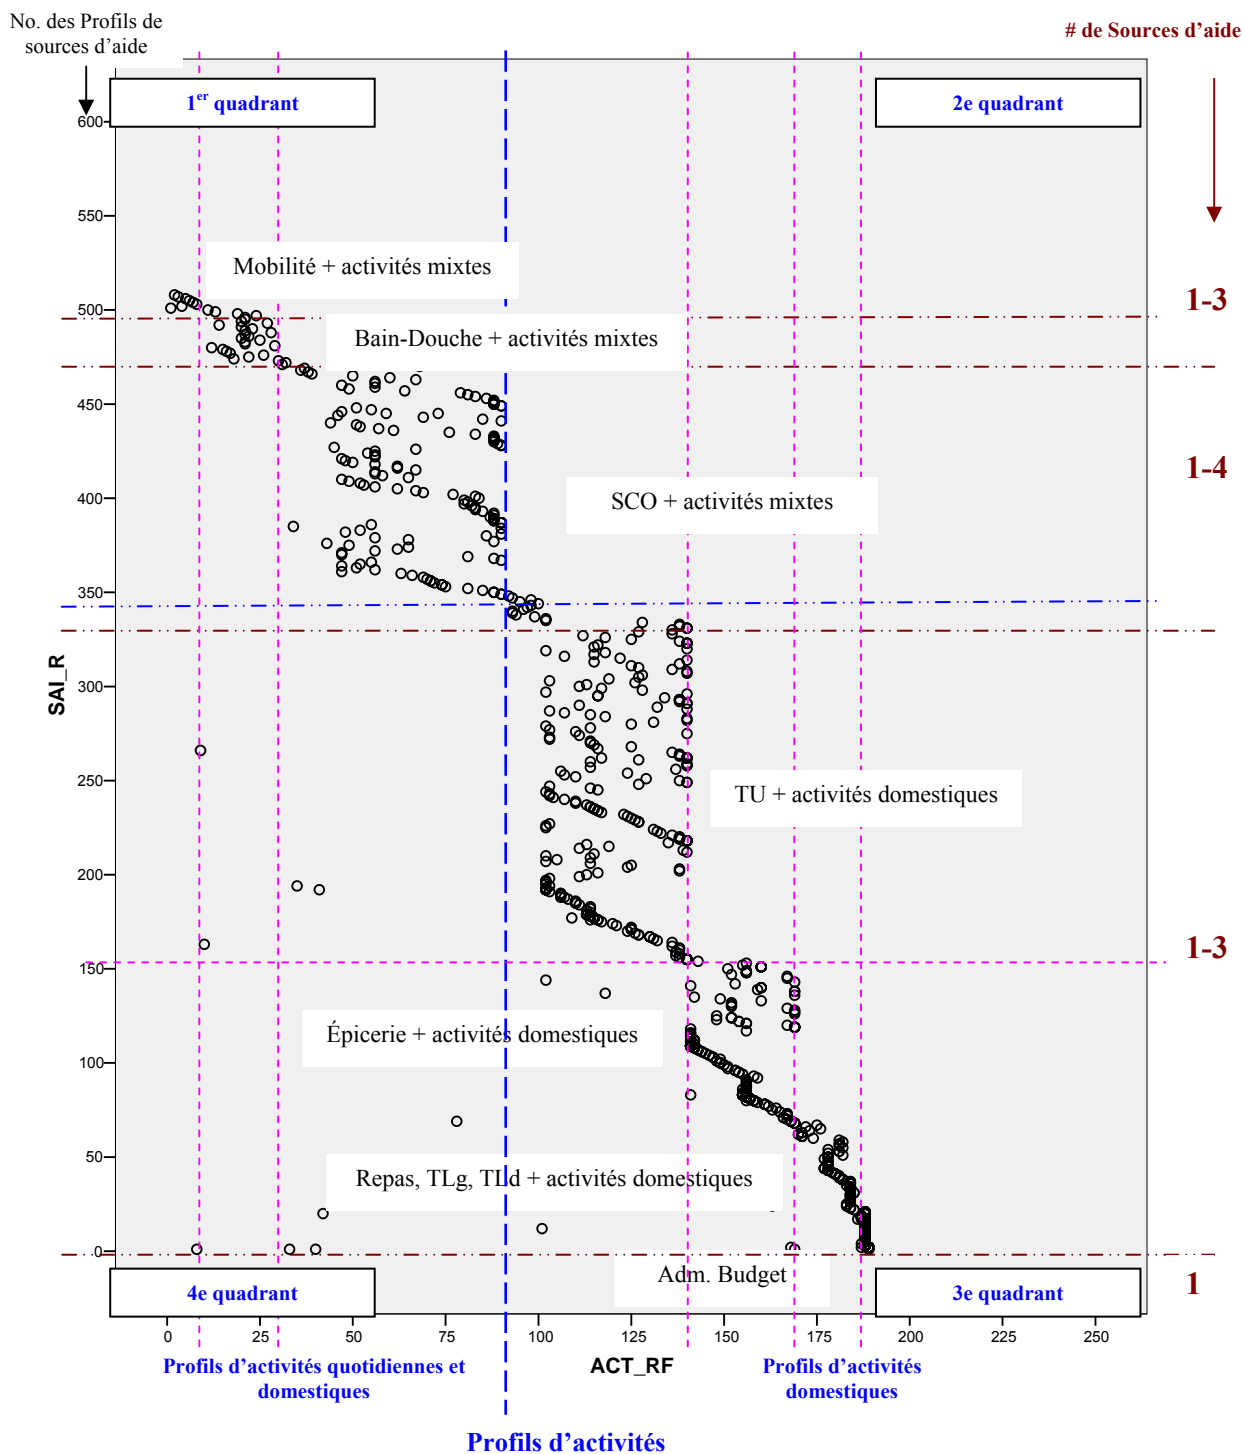 No. des Profils de
sources d'aide
# de Sources d'aide
1er quadrant
2e quadrant
600
550
500
450
400
350
300
250
200
150
100
50
0
SAI_R
Mobilité + activités mixtes
1-3
Bain-Douche + activités mixtes
1-4
SCO + activités mixtes
TU + activités domestiques
1-3
Épicerie + activités domestiques
Repas, TLg, TLd + activités domestiques
Adm. Budget
1
4e quadrant
3e quadrant
0 25 50 75 100 125 150 175 200 225 250
Profils d'activités quotidiennes et
domestiques
ACT_RF
Profils d'activités
domestiques
Profils d'activités